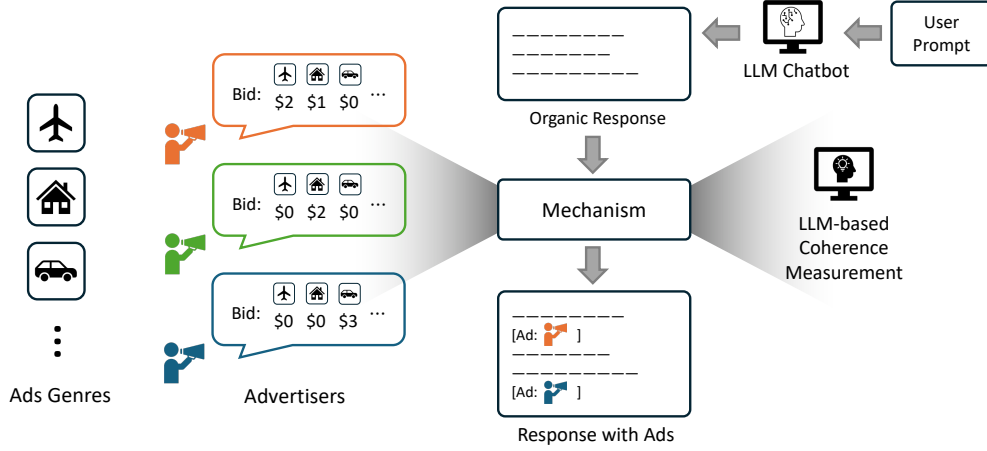 User
Prompt
LLM Chatbot
Organic Response
Bid:
$2 $1 $0 ...
Bid:
$0 $2 $0 ...
Bid:
$0 $0 $3 ...
Ads Genres
Advertisers
Mechanism
LLM-based
Coherence
Measurement
[Ad: ]
[Ad: ]
Response with Ads